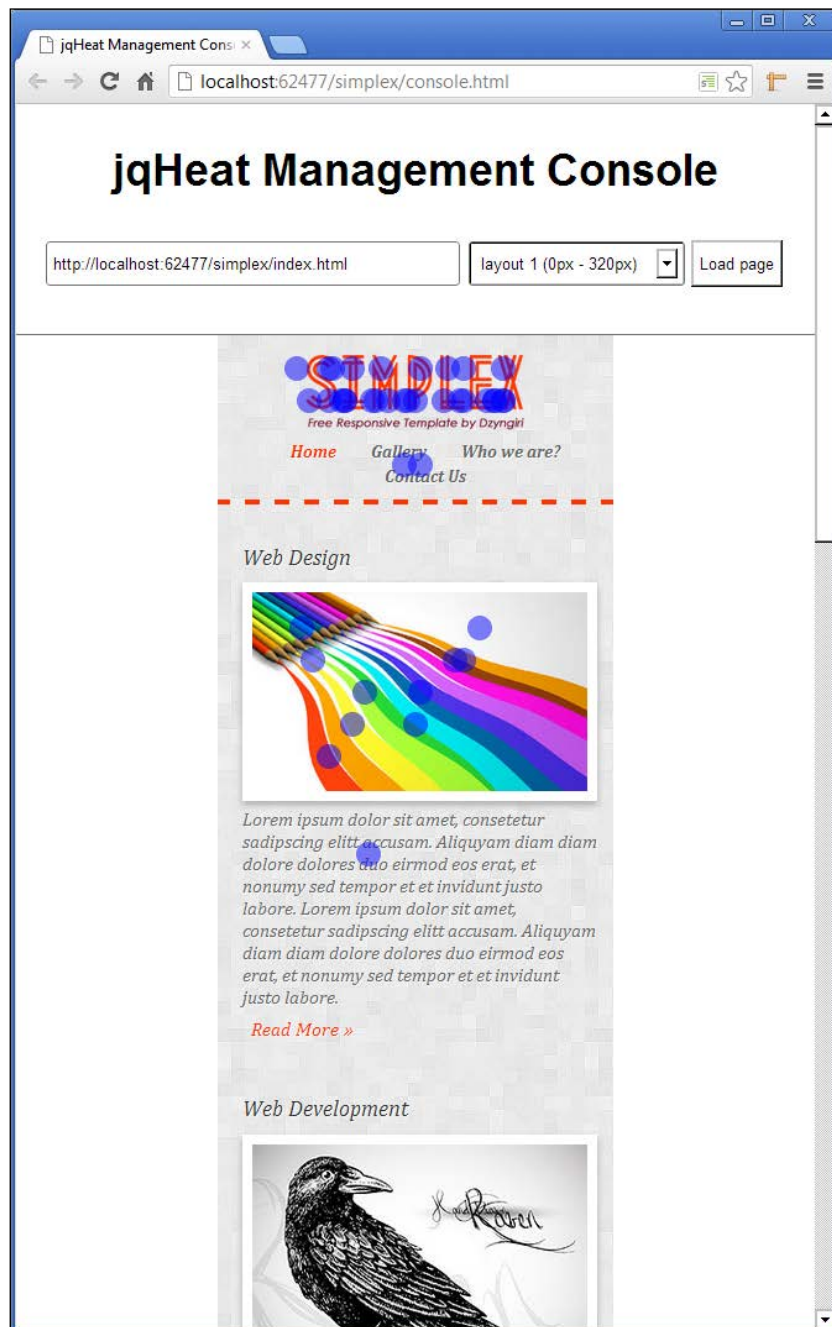 jqHeat Management Cons
localhost:62477/simplex/console.html
jqHeat Management Console
http://localhost:62477/simplex/index.html
layout 1 (0px - 320px)
Load page
SIMPLEX
Free Responsive Template by Dzyngirl
Home Gallery Who we are?
Contact Us
Web Design
Lorem ipsum dolor sit amet, consetetur
sadipscing elitt accusam. Aliquyam diam diam
dolore dolores duo eirmod eos erat, et
nonumy sed tempor et et invidunt justo
labore. Lorem ipsum dolor sit amet,
consetetur sadipscing elitt accusam. Aliquyam
diam diam dolore dolores duo eirmod eos
erat, et nonumy sed tempor et et invidunt
justo labore.
Read More »
Web Development
Raven